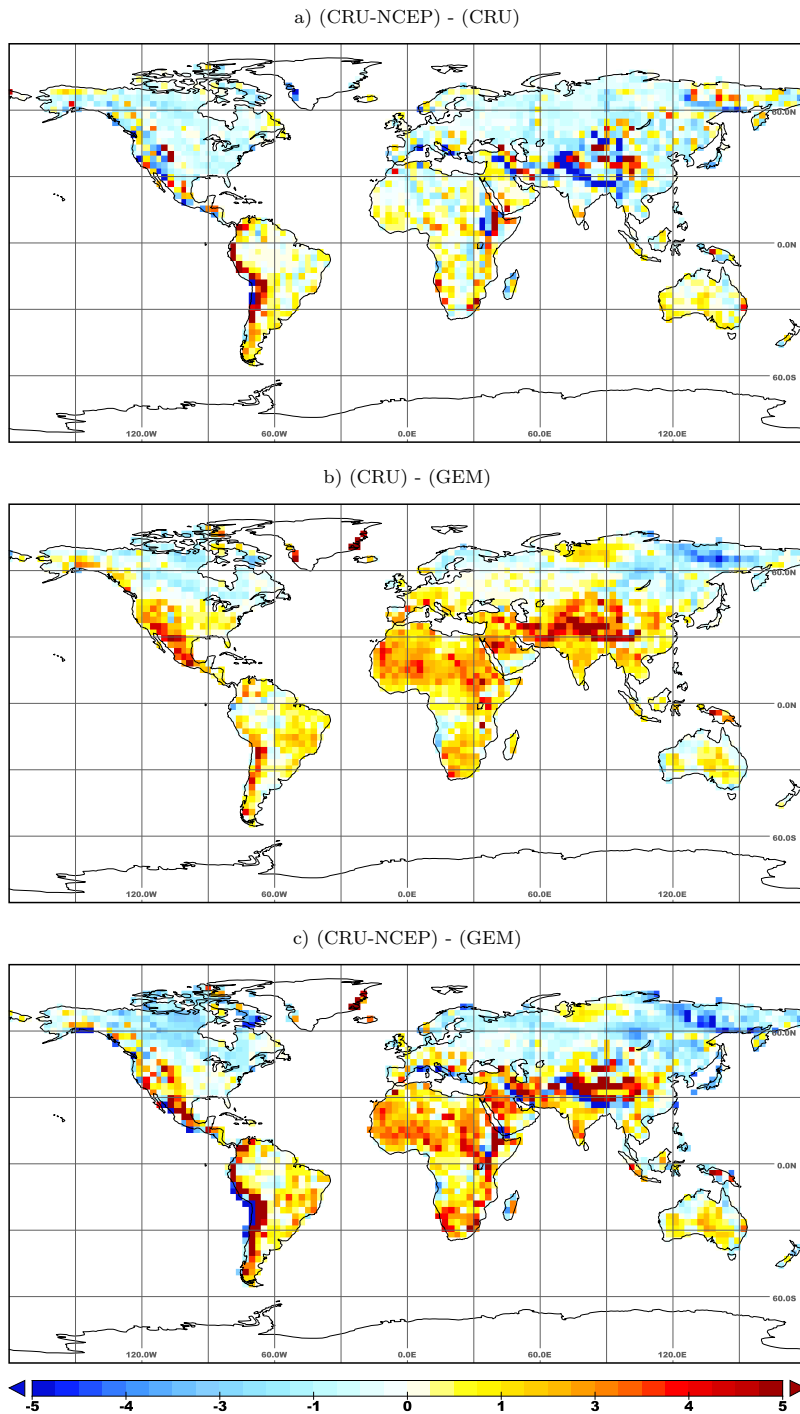 a) (CRU-NCEP) - (CRU)
60.0N
0.0N
60.0S
120.0W 60.0W 0.0E 60.0E 120.0E
b) (CRU) - (GEM)
60.0N
0.0N
60.0S
120.0W 60.0W 0.0E 60.0E 120.0E
c) (CRU-NCEP) - (GEM)
60.0N
0.0N
60.0S
120.0W 60.0W 0.0E 60.0E 120.0E
-5 -4 -3 -1 0 1 3 4 5